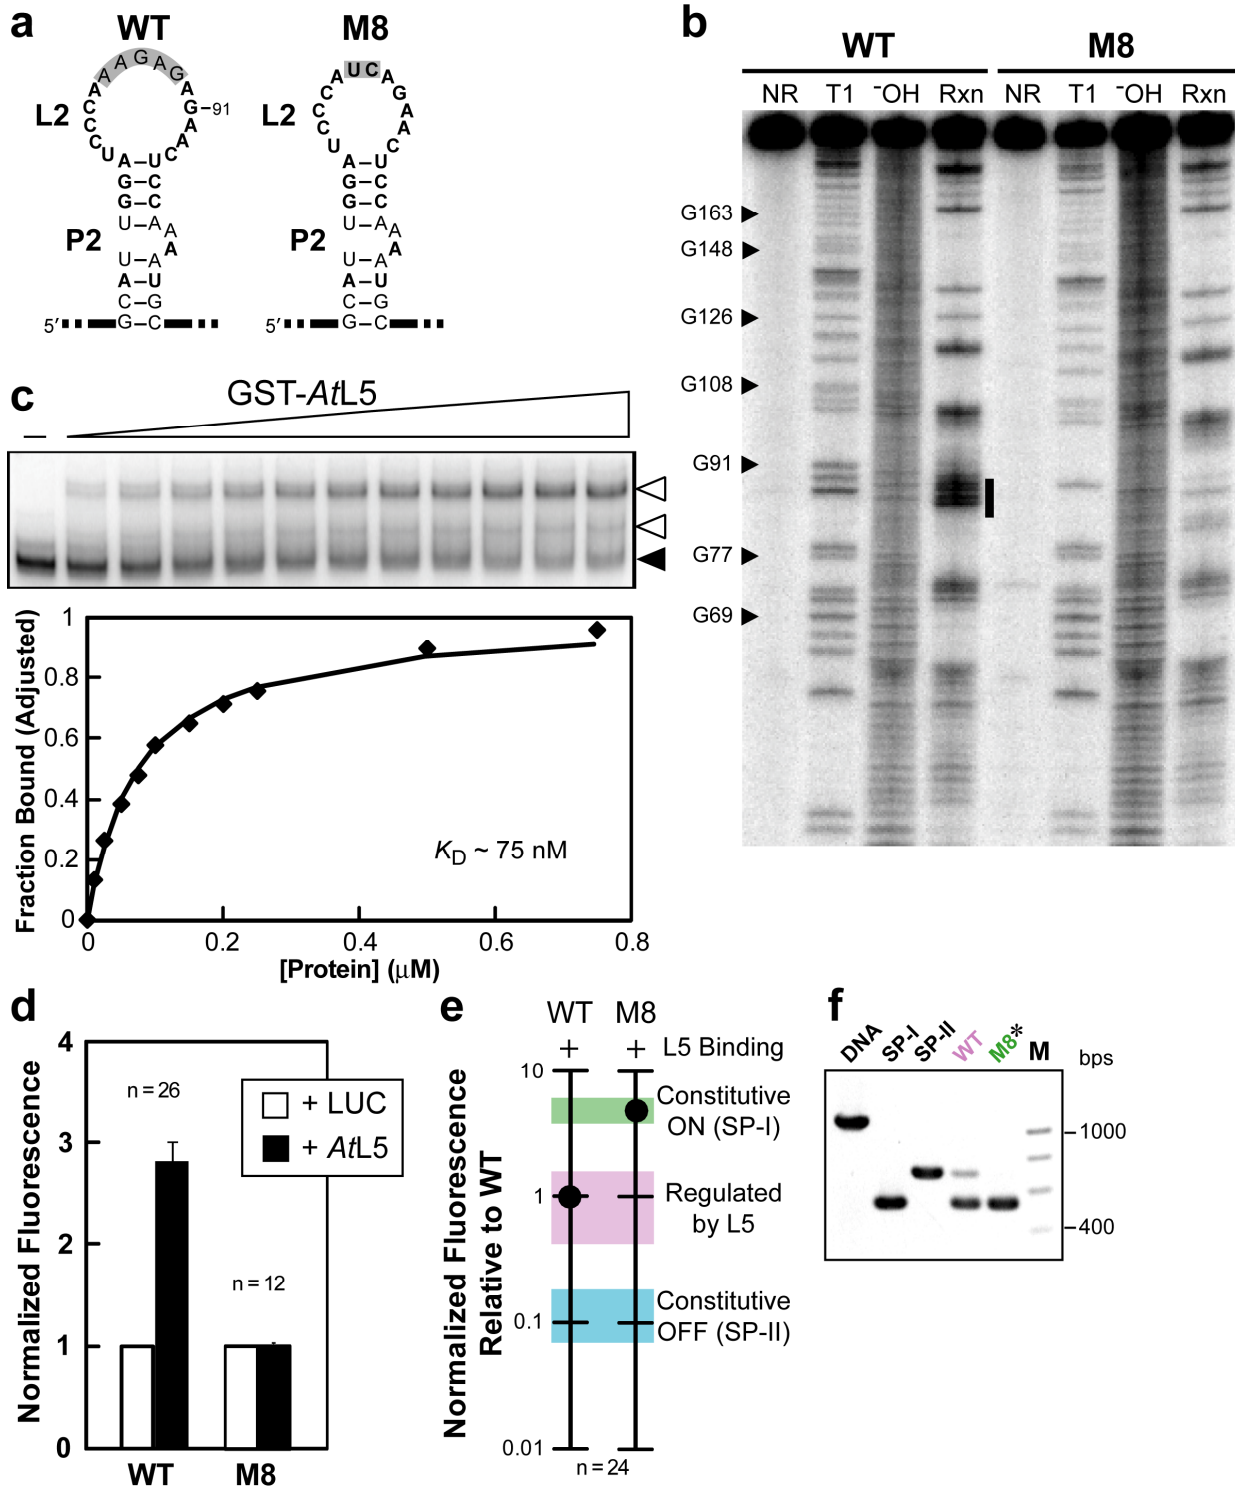 a
WT
M8
A A A G A G
A
C
C
C
U
A
G–91
A
A
C
L2
A–U
G–C
G–C
U–A
A
A
U–A
A–U
C–G
5′ G–C
P2
A U C A
C
C
C
U
G
A
A
C
U
L2
A
G–C
G–C
U–A
A
A
U–A
A–U
C–G
5′ G–C
P2
b
WT
M8
NR T1 ⁻OH Rxn NR T1 ⁻OH Rxn
G163
G148
G126
G108
G91
G77
G69
c
GST-AtL5
–
Fraction Bound (Adjusted)
1
0.8
0.6
0.4
0.2
0
K_D ~ 75 nM
0 0.2 0.4 0.6 0.8
[Protein] (μM)
d
Normalized Fluorescence
4
3
2
1
0
n = 26
n = 12
+ LUC
+ AtL5
WT M8
e
WT M8
+ + L5 Binding
Normalized Fluorescence
Relative to WT
10
1
0.1
0.01
Constitutive
ON (SP-I)
Regulated
by L5
Constitutive
OFF (SP-II)
n = 24
f
DNA SP-I SP-II WT M8* M bps
1000
400